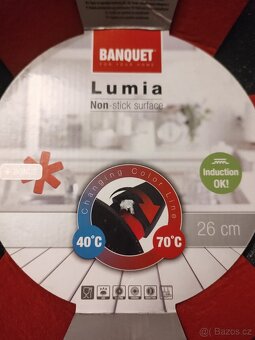 BANQUET
FOR YOUR HOME
Lumia
Non-stick surface
Induction
OK!
Changing Color Line
40°C
70°C
26 cm
Bazos.cz